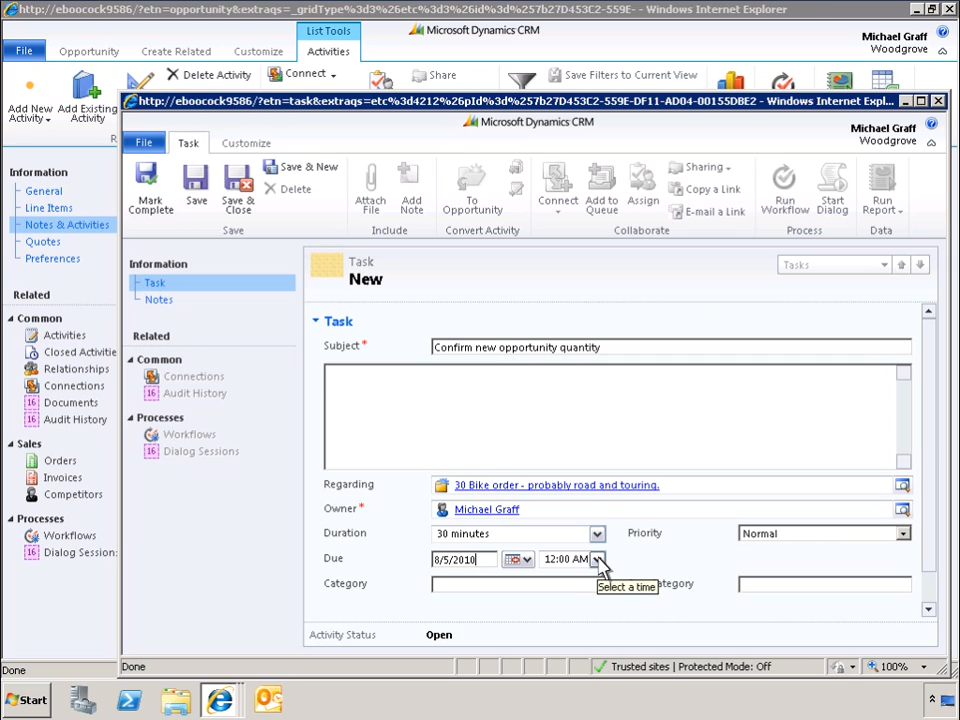 http://eboocock9586/?etn=opportunity&extraqs=_gridType%3d3%26etc%3d3%26id%3d%257b27D453C2-559E- - Windows Internet Explorer
List Tools
Microsoft Dynamics CRM
Michael Graff
Woodgrove
File
Opportunity
Create Related
Customize
Activities
Add New Activity
Add Existing Activity
Delete Activity
Connect
Share
Save Filters to Current View
http://eboocock9586/?etn=task&extraqs=etc%3d4212%26pId%3d%257b27D453C2-559E-DF11-AD04-00155DBE2 - Windows Internet Expl...
Microsoft Dynamics CRM
Michael Graff
Woodgrove
File
Task
Customize
Mark Complete
Save
Save & Close
Save & New
Delete
Save
Attach File
Add Note
Include
To Opportunity
Convert Activity
Connect
Add to Queue
Assign
Sharing
Copy a Link
E-mail a Link
Collaborate
Run Workflow
Start Dialog
Process
Run Report
Data
Information
General
Line Items
Notes & Activities
Quotes
Preferences
Related
Common
Activities
Closed Activitie
Relationships
Connections
Documents
Audit History
Sales
Orders
Invoices
Competitors
Processes
Workflows
Dialog Session
Information
Task
Notes
Related
Common
Connections
Audit History
Processes
Workflows
Dialog Sessions
Task
New
Tasks
Task
Subject *
Confirm new opportunity quantity
Regarding
30 Bike order - probably road and touring.
Owner *
Michael Graff
Duration
30 minutes
Priority
Normal
Due
8/5/2010
12:00 AM
Select a time
Category
ategory
Activity Status
Open
Done
Done
Trusted sites | Protected Mode: Off
100%
Start